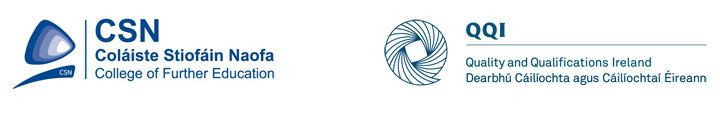 CSN
Coláiste Stiofáin Naofa
College of Further Education
CSN
QQI
Quality and Qualifications Ireland
Dearbhú Cáilíochta agus Cáilíochtaí Éireann